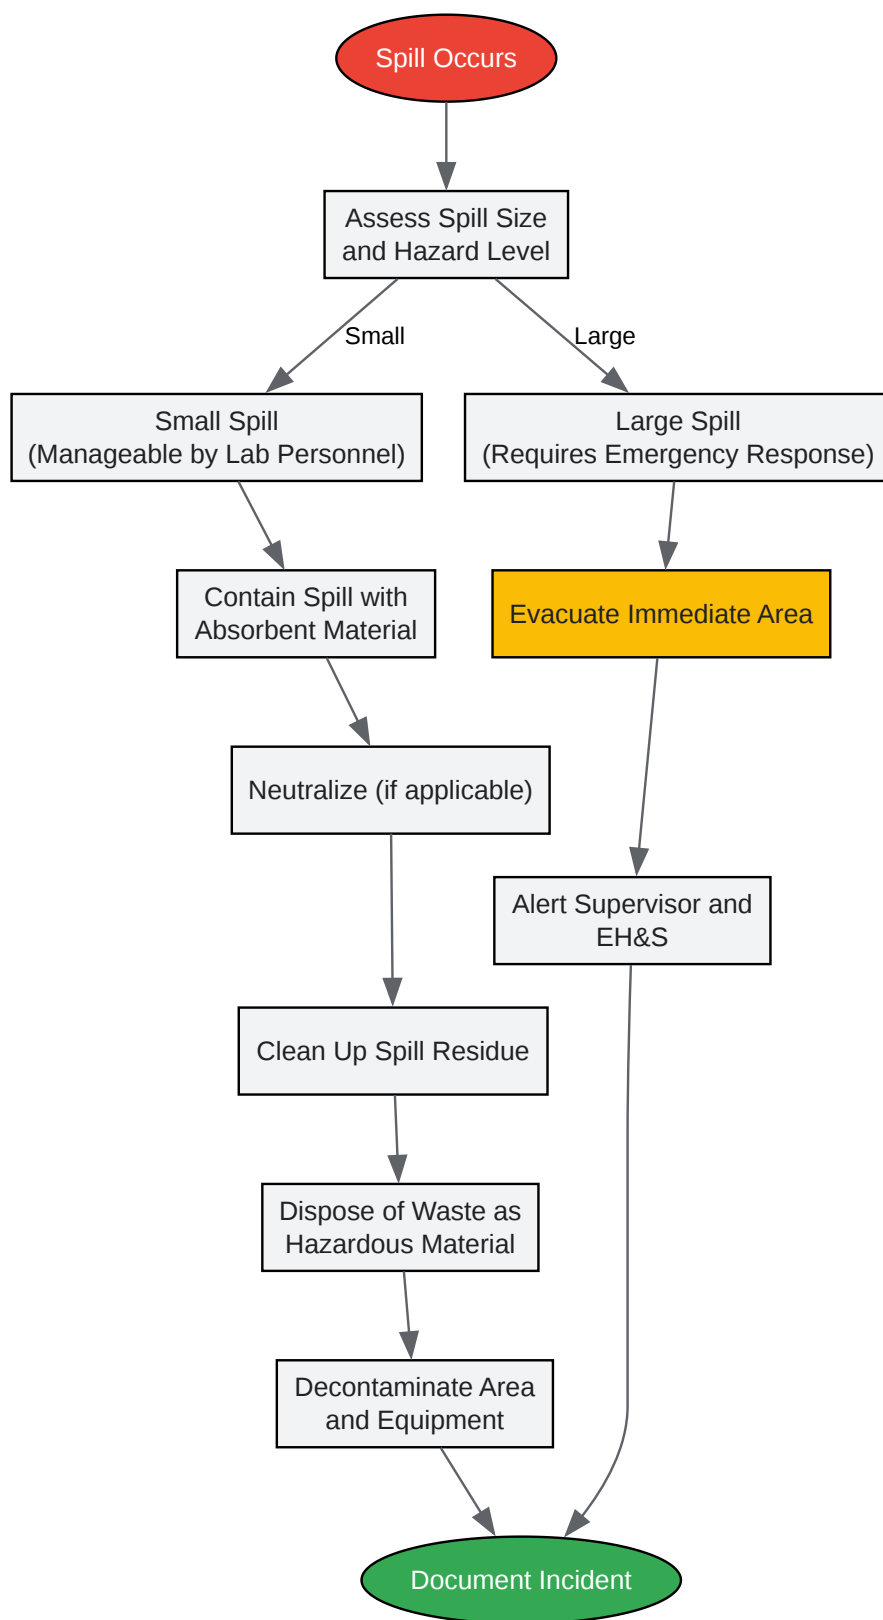 Spill Occurs
Assess Spill Size
and Hazard Level
Small
Large
Small Spill
(Manageable by Lab Personnel)
Large Spill
(Requires Emergency Response)
Contain Spill with
Absorbent Material
Evacuate Immediate Area
Neutralize (if applicable)
Alert Supervisor and
EH&S
Clean Up Spill Residue
Dispose of Waste as
Hazardous Material
Decontaminate Area
and Equipment
Document Incident